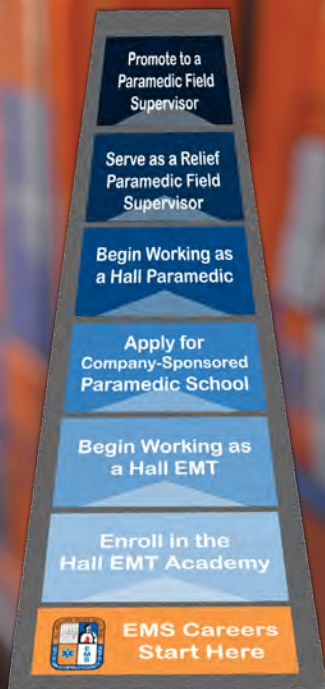 Promote to a
Paramedic Field
Supervisor
Serve as a Relief
Paramedic Field
Supervisor
Begin Working as
a Hall Paramedic
Apply for
Company-Sponsored
Paramedic School
Begin Working as
a Hall EMT
Enroll in the
Hall EMT Academy
EMS Careers
Start Here
EMS